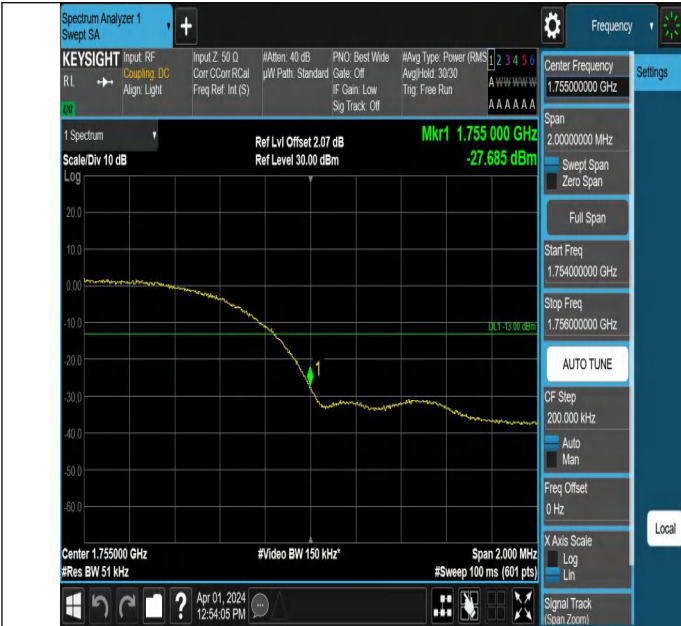 Spectrum Analyzer 1
Swept SA
+
Frequency
KEYSIGHT
RL
LXI
Input: RF
Coupling: DC
Align: Light
Input Z: 50 Ω
Corr CCorr RCal
Freq Ref: Int (S)
#Atten: 40 dB
µW Path: Standard
PNO: Best Wide
Gate: Off
IF Gain: Low
Sig Track: Off
#Avg Type: Power (RMS
Avg|Hold: 30/30
Trig: Free Run
1 2 3 4 5 6
A W W W W W
A A A A A A
1 Spectrum
Scale/Div 10 dB
Log
Ref Lvl Offset 2.07 dB
Ref Level 30.00 dBm
Mkr1 1.755 000 GHz
-27.685 dBm
20.0
10.0
0.00
-10.0
-20.0
-30.0
-40.0
-50.0
-60.0
DL1 -13.00 dBm
1
Center 1.755000 GHz
#Video BW 150 kHz*
Span 2.000 MHz
#Res BW 51 kHz
#Sweep 100 ms (601 pts)
?
Apr 01, 2024
12:54:05 PM
Center Frequency
1.755000000 GHz
Span
2.00000000 MHz
Swept Span
Zero Span
Full Span
Start Freq
1.754000000 GHz
Stop Freq
1.756000000 GHz
AUTO TUNE
CF Step
200.000 kHz
Auto
Man
Freq Offset
0 Hz
X Axis Scale
Log
Lin
Signal Track
(Span Zoom)
Settings
Local